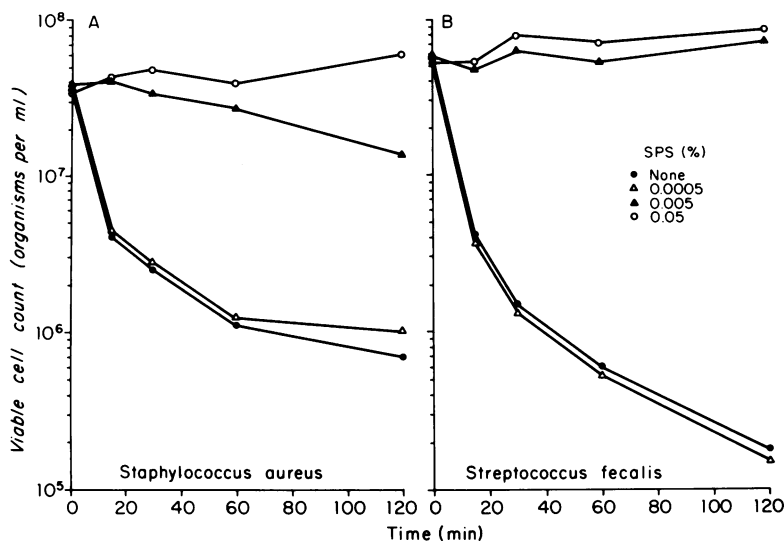 A
B
10⁸
10⁷
10⁶
10⁵
Viable cell count (organisms per ml)
SPS (%)
None
0.0005
0.005
0.05
Staphylococcus aureus
Streptococcus fecalis
0 20 40 60 80 100 120
0 20 40 60 80 100 120
Time (min)